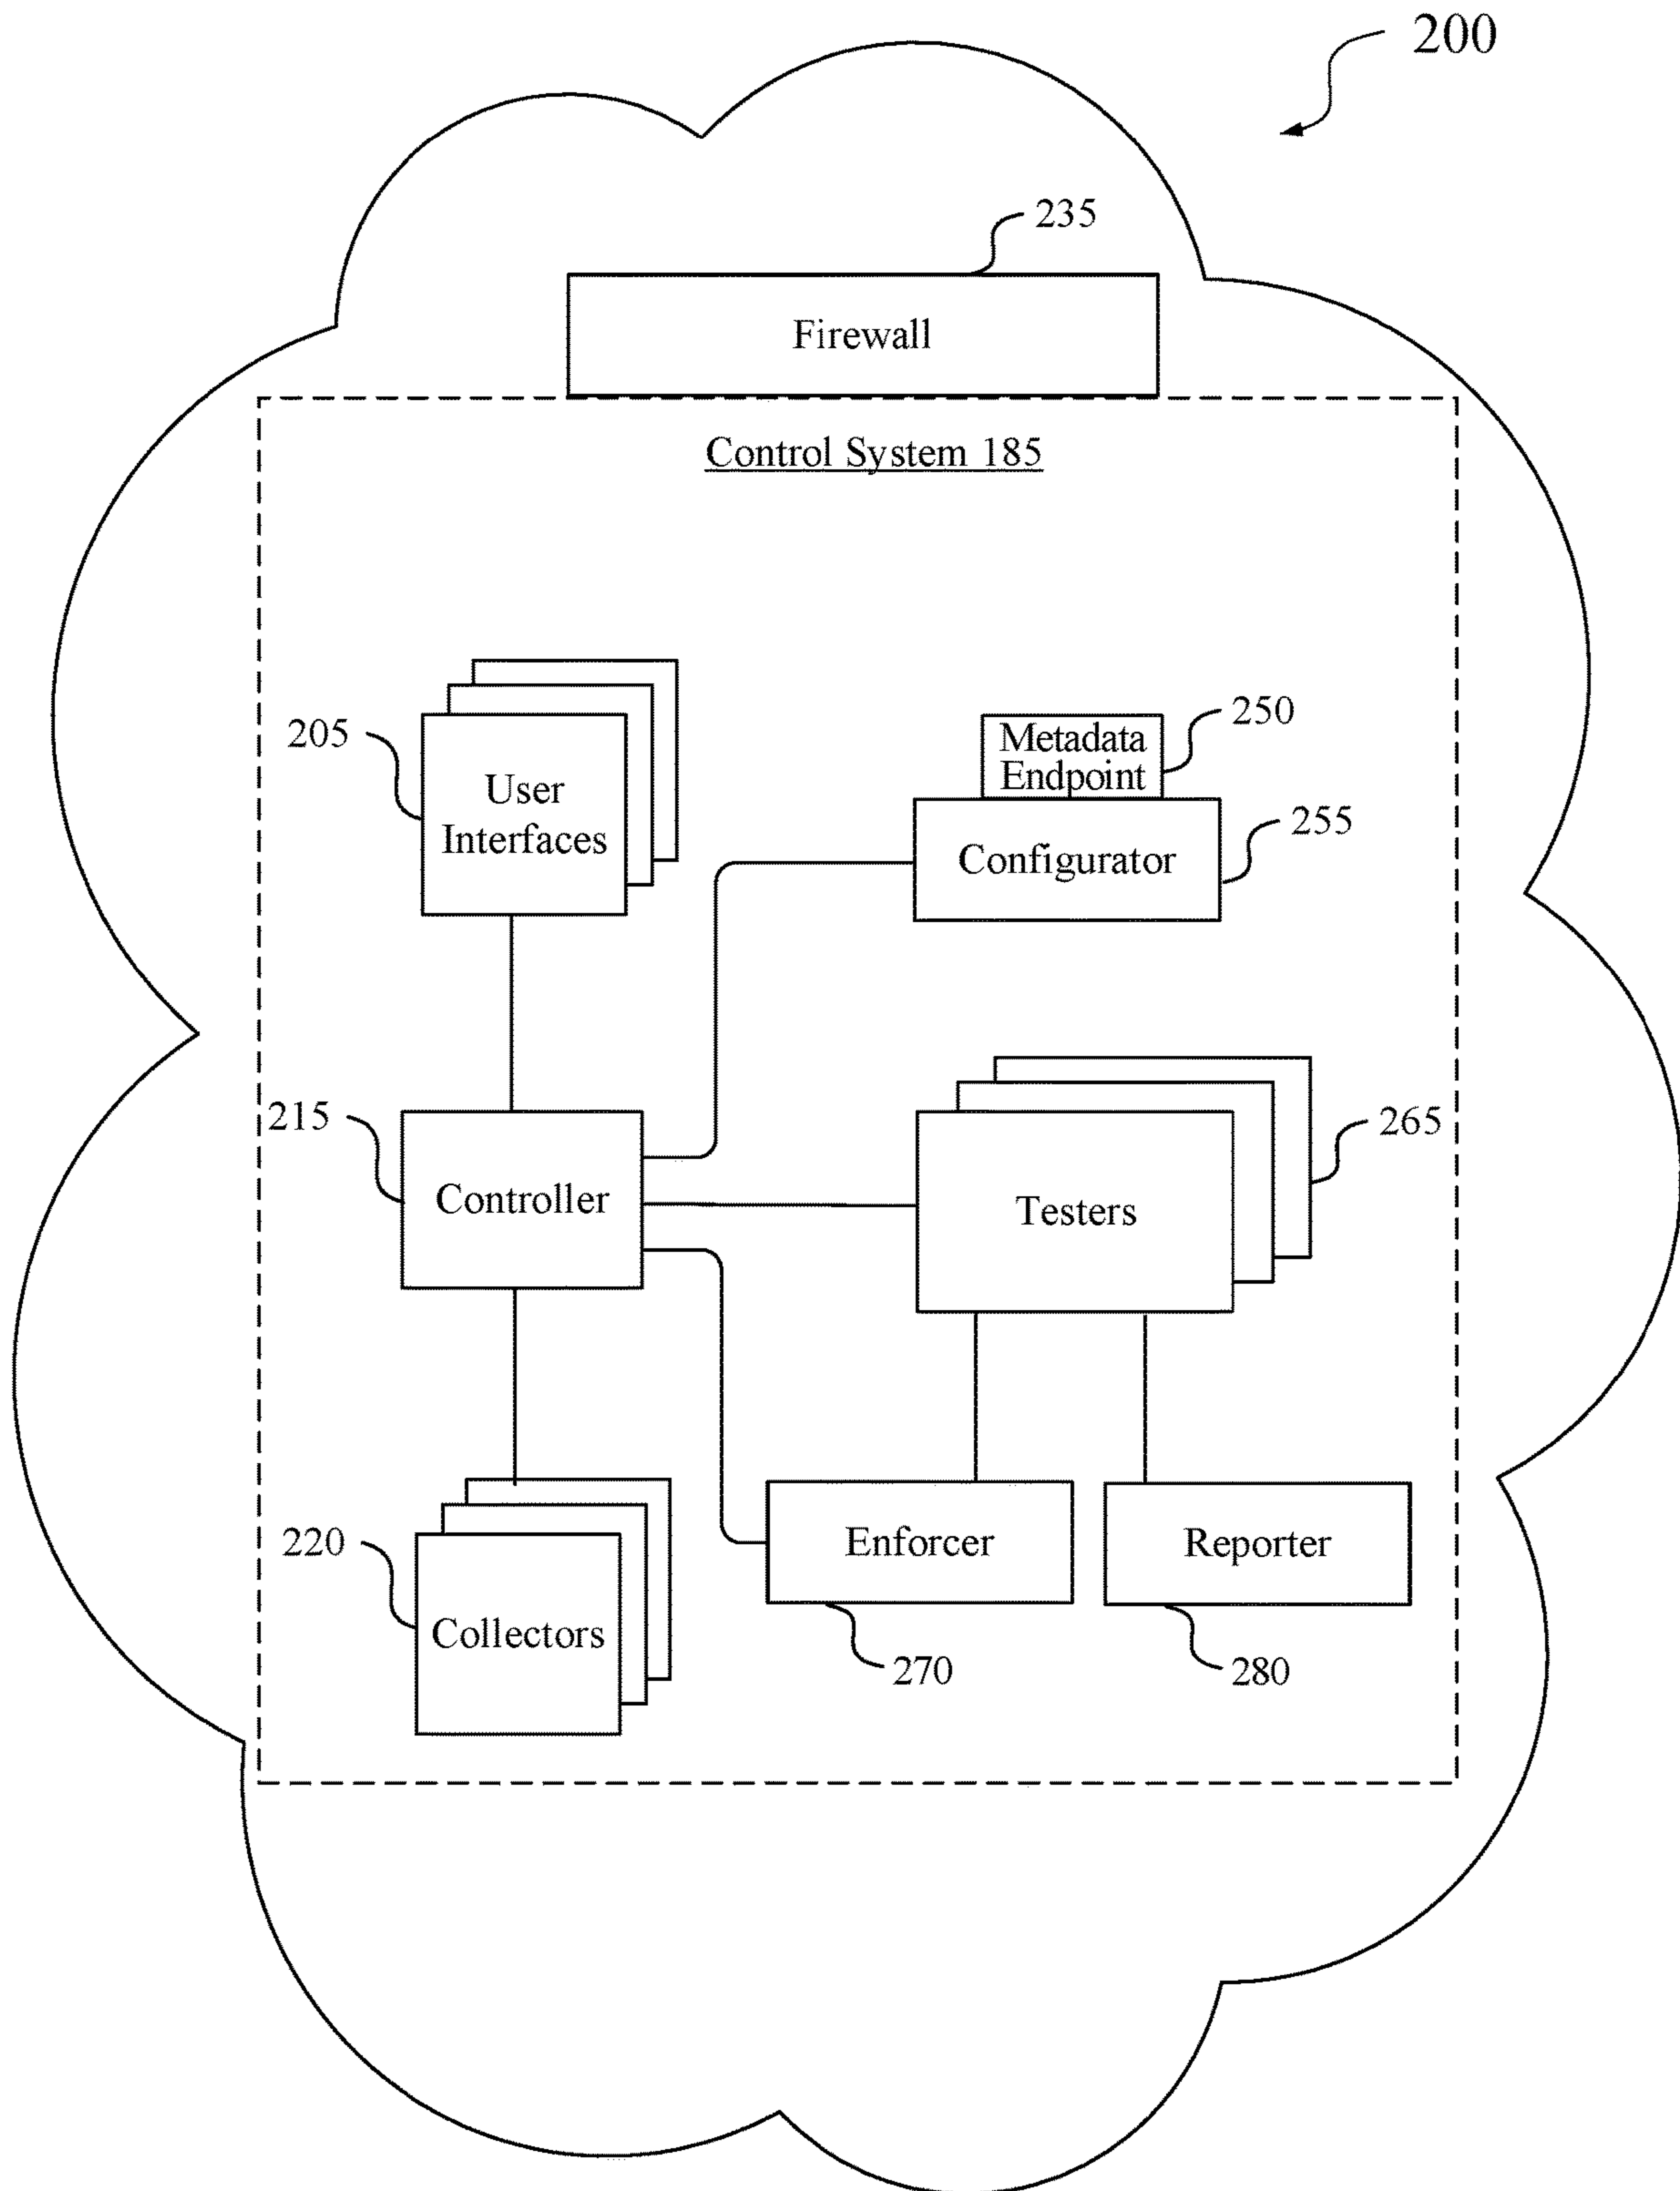 200
235
Firewall
Control System 185
205
User
Interfaces
Metadata
Endpoint
250
Configurator
255
215
Controller
Testers
265
220
Collectors
Enforcer
270
Reporter
280